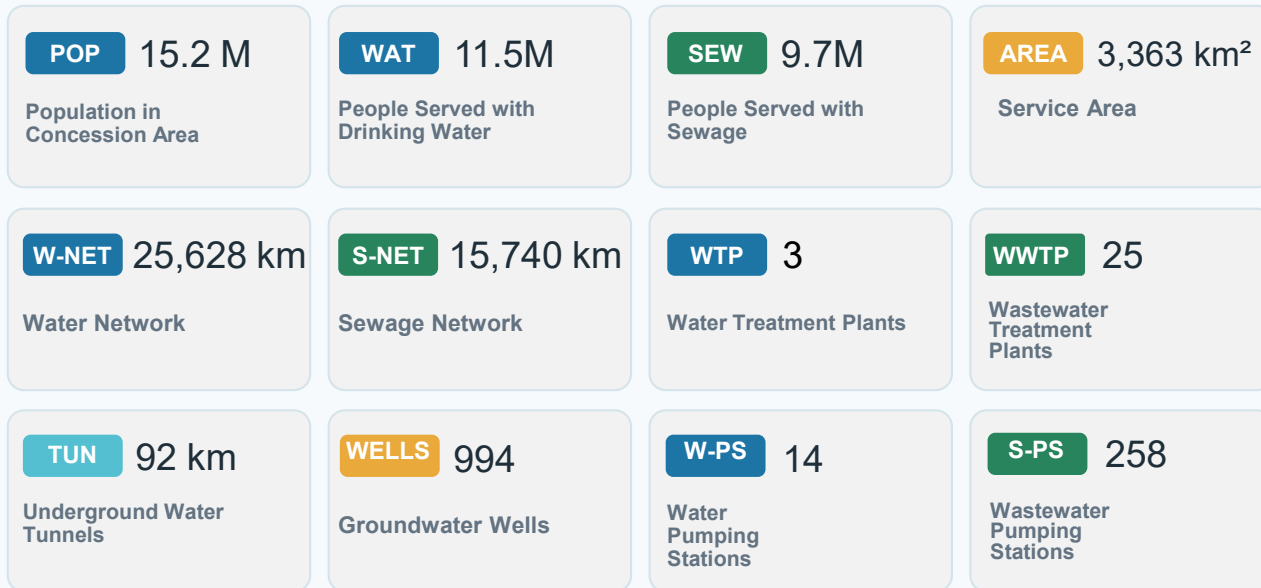 POP 15.2 M
Population in
Concession Area
WAT 11.5M
People Served with
Drinking Water
SEW 9.7M
People Served with
Sewage
AREA 3,363 km²
Service Area
W-NET 25,628 km
Water Network
S-NET 15,740 km
Sewage Network
WTP 3
Water Treatment Plants
WWTP 25
Wastewater
Treatment
Plants
TUN 92 km
Underground Water
Tunnels
WELLS 994
Groundwater Wells
W-PS 14
Water
Pumping
Stations
S-PS 258
Wastewater
Pumping
Stations